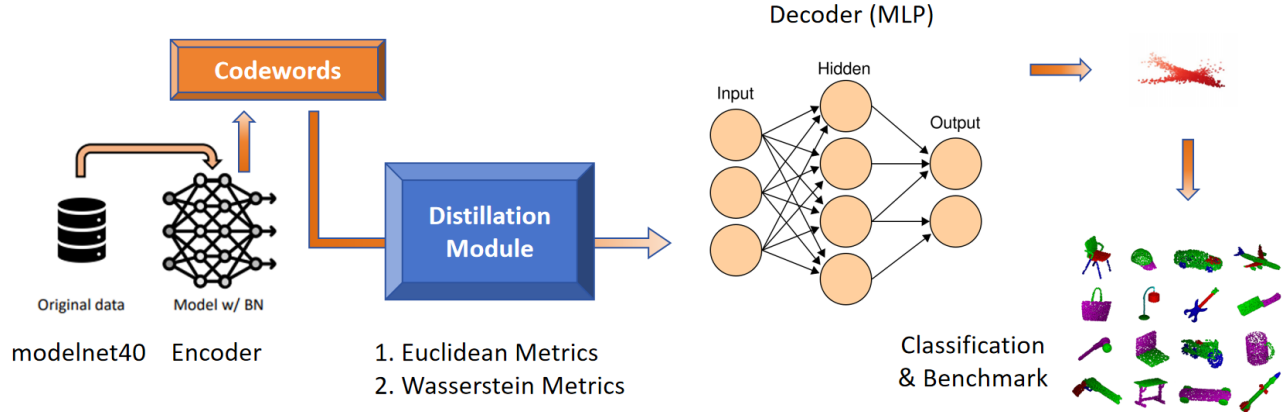 Decoder (MLP)
Codewords
Hidden
Input
Output
Distillation
Module
Original data
Model w/ BN
modelnet40
Encoder
1. Euclidean Metrics
2. Wasserstein Metrics
Classification
& Benchmark